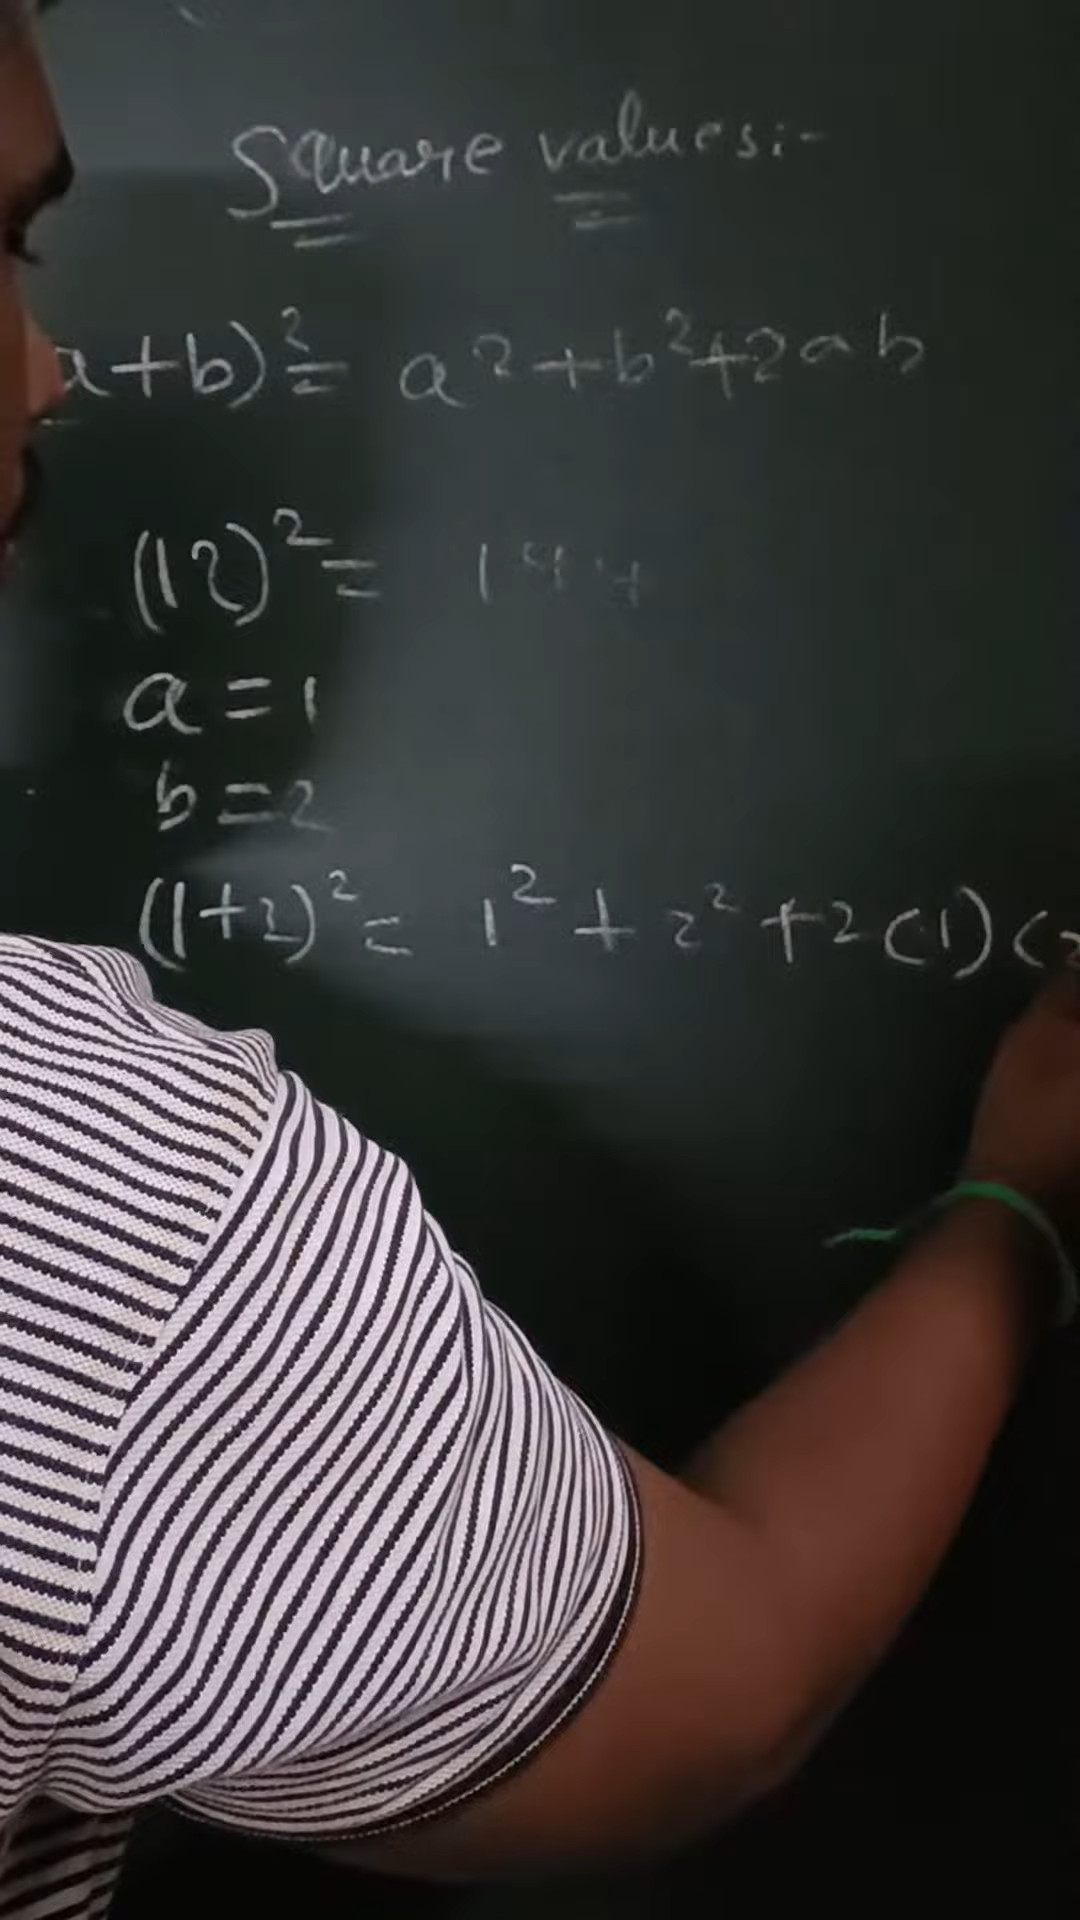 Square values:-
a+b)²= a²+b²+2ab
(12)²= 144
a=1
b=2
(1+2)²= 1²+2²+2(1)(2